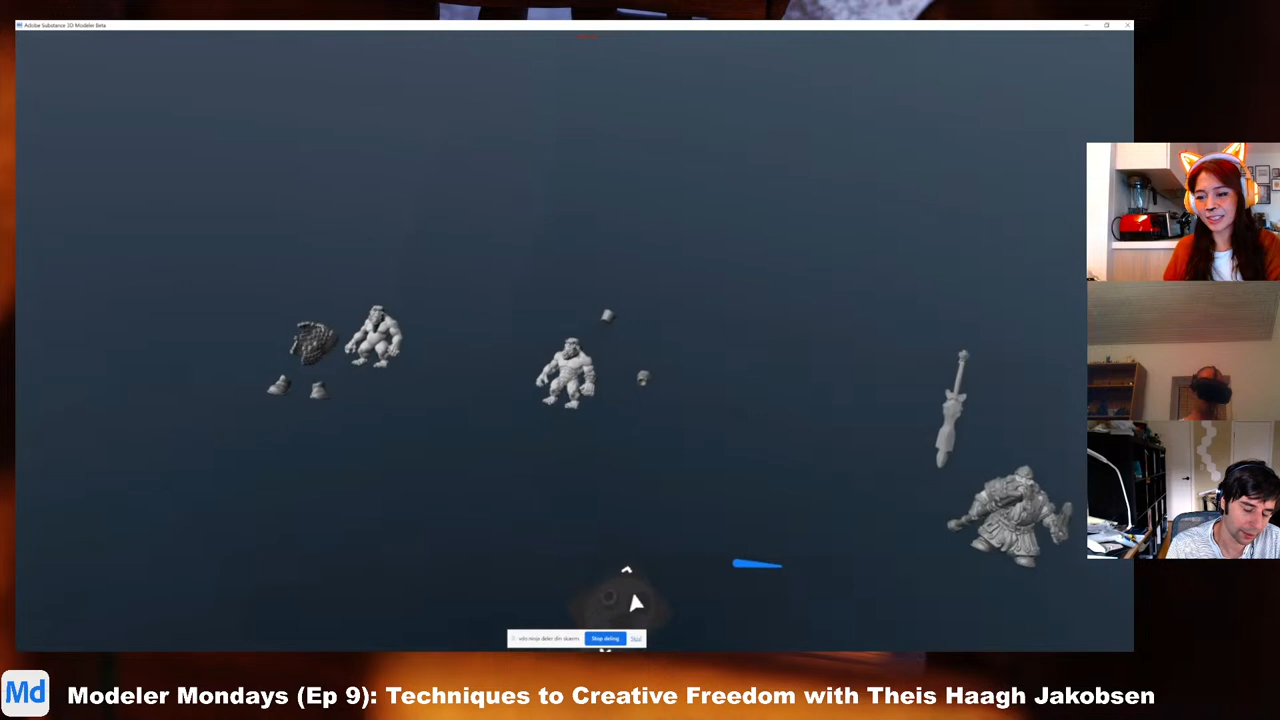 Adobe Substance 3D Modeler Beta
Stop deling
Skjul
Md
Modeler Mondays (Ep 9): Techniques to Creative Freedom with Theis Haagh Jakobsen